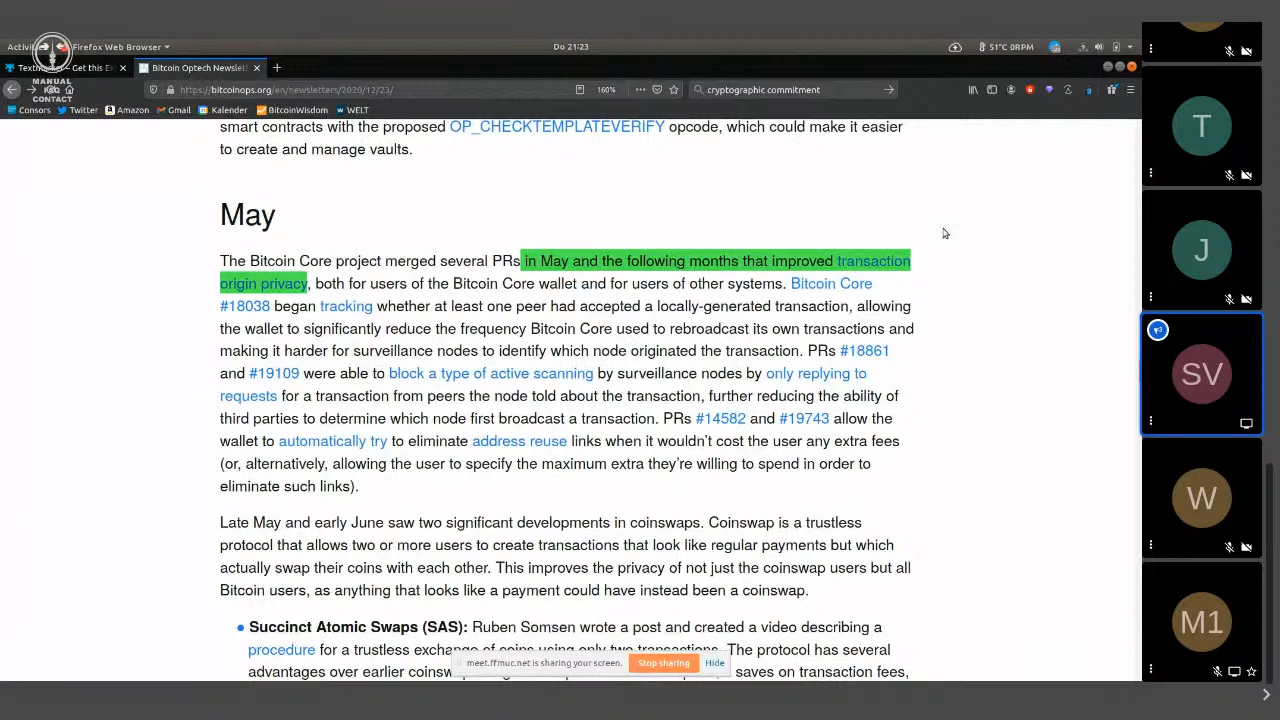 Firefox Web Browser
Do 21:23
51°C 0RPM
Bitcoin Optech Newslett
MANUAL
FAQ
CONTACT
https://bitcoinops.org/en/newsletters/2020/12/23/
160%
cryptographic commitment
Consors
Twitter
Amazon
Gmail
Kalender
BitcoinWisdom
WELT
smart contracts with the proposed OP_CHECKTEMPLATEVERIFY opcode, which could make it easier
to create and manage vaults.
May
The Bitcoin Core project merged several PRs in May and the following months that improved transaction
origin privacy, both for users of the Bitcoin Core wallet and for users of other systems. Bitcoin Core
#18038 began tracking whether at least one peer had accepted a locally-generated transaction, allowing
the wallet to significantly reduce the frequency Bitcoin Core used to rebroadcast its own transactions and
making it harder for surveillance nodes to identify which node originated the transaction. PRs #18861
and #19109 were able to block a type of active scanning by surveillance nodes by only replying to
requests for a transaction from peers the node told about the transaction, further reducing the ability of
third parties to determine which node first broadcast a transaction. PRs #14582 and #19743 allow the
wallet to automatically try to eliminate address reuse links when it wouldn't cost the user any extra fees
(or, alternatively, allowing the user to specify the maximum extra they're willing to spend in order to
eliminate such links).
Late May and early June saw two significant developments in coinswaps. Coinswap is a trustless
protocol that allows two or more users to create transactions that look like regular payments but which
actually swap their coins with each other. This improves the privacy of not just the coinswap users but all
Bitcoin users, as anything that looks like a payment could have instead been a coinswap.
Succinct Atomic Swaps (SAS): Ruben Somsen wrote a post and created a video describing a
procedure for a trustless exchange of coins using only two transactions. The protocol has several
advantages over earlier coinsw
saves on transaction fees,
meet.ffmuc.net is sharing your screen.
Stop sharing
Hide
T
J
SV
W
M1